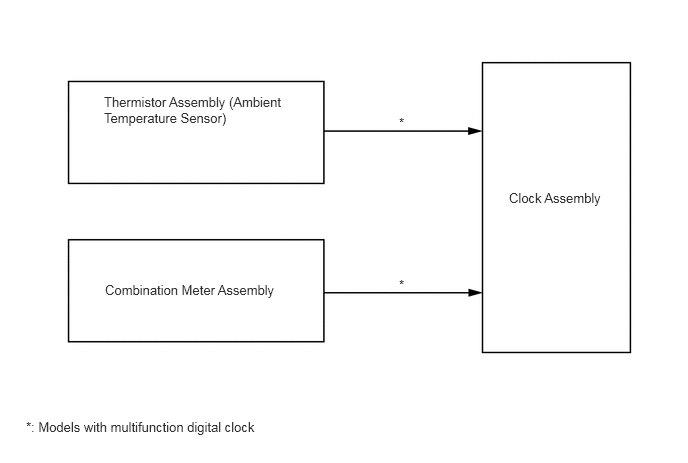 Thermistor Assembly (Ambient
Temperature Sensor)
*
Clock Assembly
Combination Meter Assembly
*
*: Models with multifunction digital clock